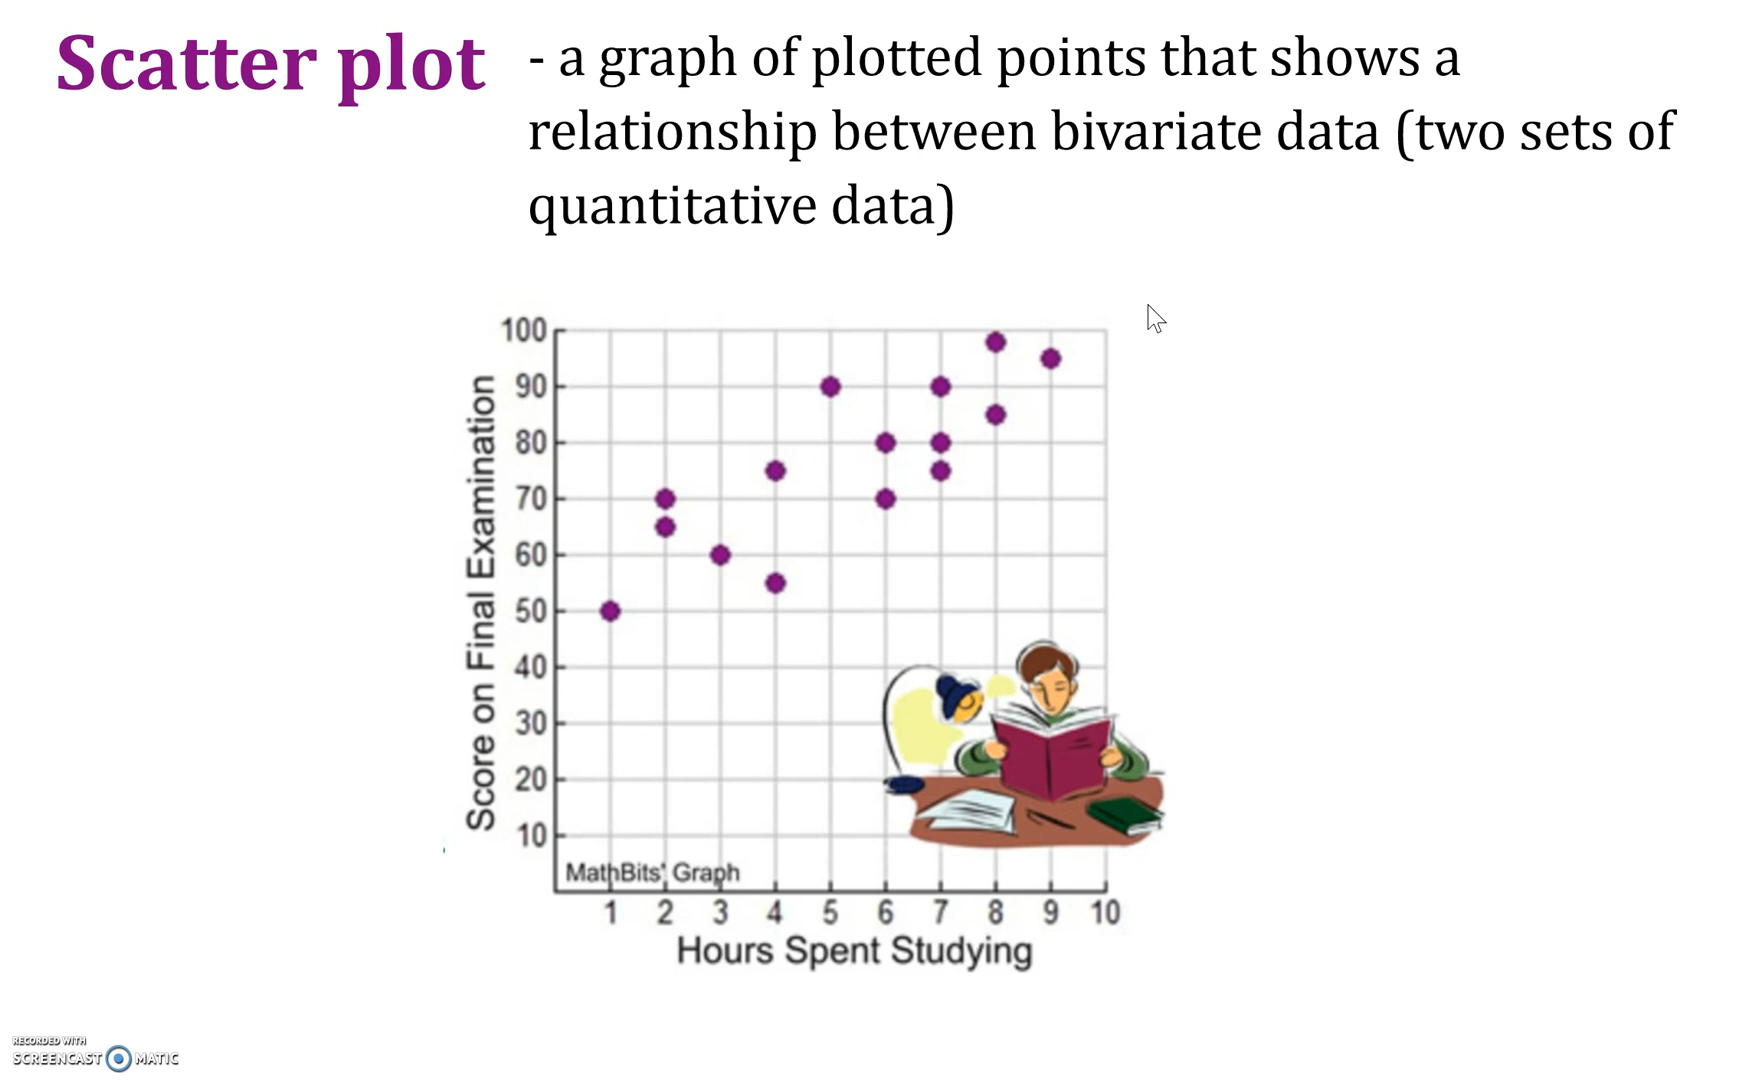 Scatter plot
- a graph of plotted points that shows a
relationship between bivariate data (two sets of
quantitative data)
Score on Final Examination
100
90
80
70
60
50
40
30
20
10
MathBits' Graph
1 2 3 4 5 6 7 8 9 10
Hours Spent Studying
RECORDED WITH
SCREENCAST MATIC